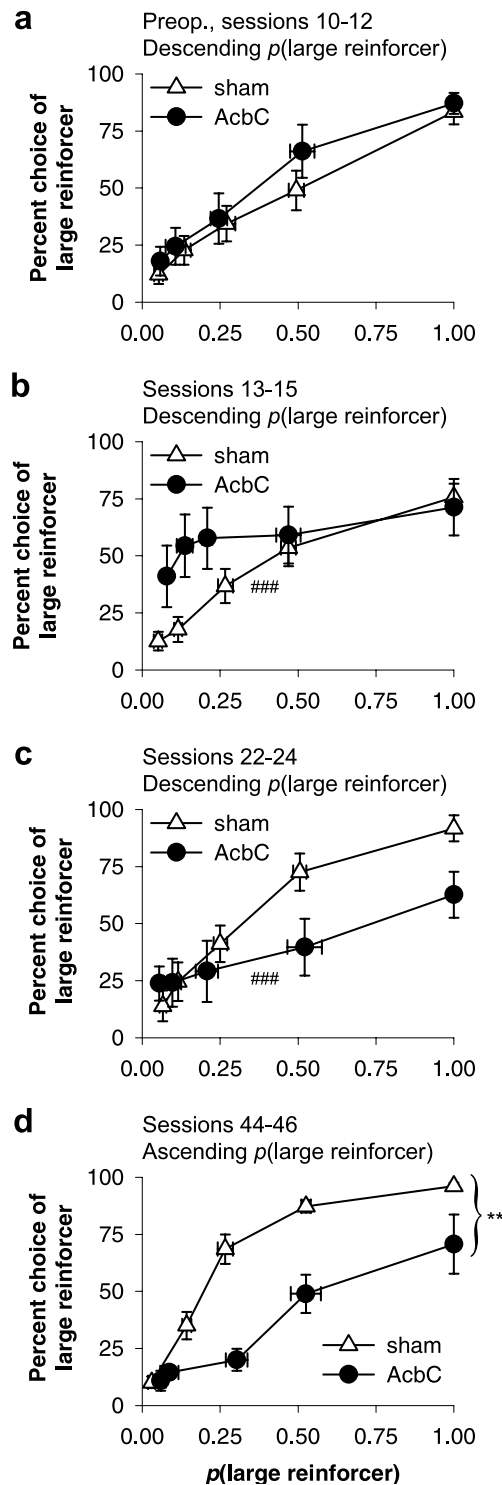 a
Preop., sessions 10-12
Descending p(large reinforcer)
sham
AcbC
Percent choice of
large reinforcer
100
75
50
25
0
0.00 0.25 0.50 0.75 1.00
b
Sessions 13-15
Descending p(large reinforcer)
sham
AcbC
###
Percent choice of
large reinforcer
100
75
50
25
0
0.00 0.25 0.50 0.75 1.00
c
Sessions 22-24
Descending p(large reinforcer)
sham
AcbC
###
Percent choice of
large reinforcer
100
75
50
25
0
0.00 0.25 0.50 0.75 1.00
d
Sessions 44-46
Ascending p(large reinforcer)
**
sham
AcbC
Percent choice of
large reinforcer
100
75
50
25
0
0.00 0.25 0.50 0.75 1.00
p(large reinforcer)